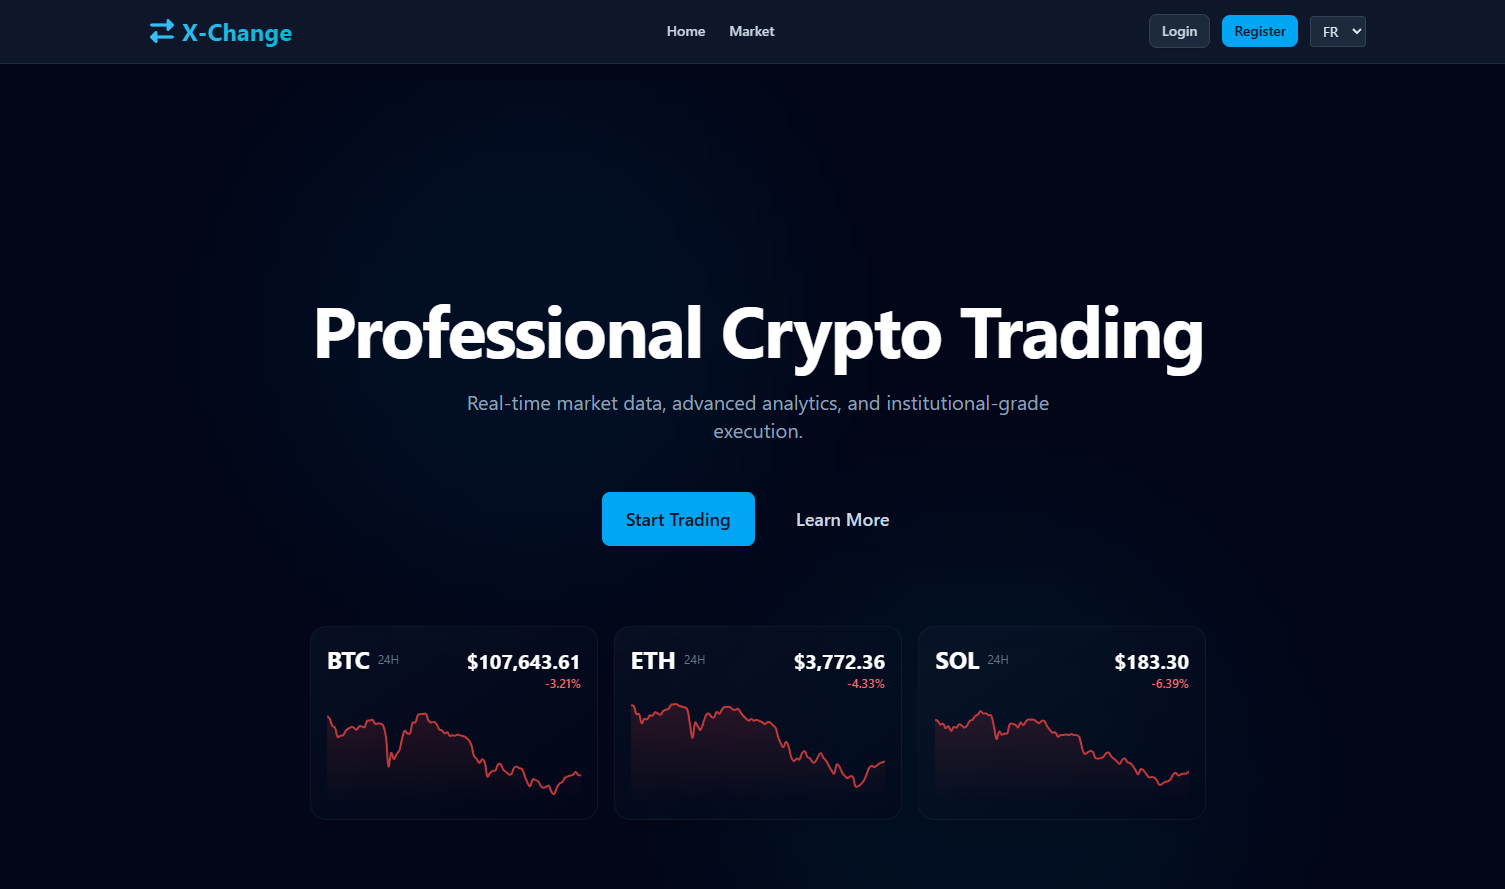 X-Change
Home
Market
Login
Register
FR
Professional Crypto Trading
Real-time market data, advanced analytics, and institutional-grade
execution.
Start Trading
Learn More
BTC 24H
$107,643.61
-3.21%
ETH 24H
$3,772.36
-4.33%
SOL 24H
$183.30
-6.39%